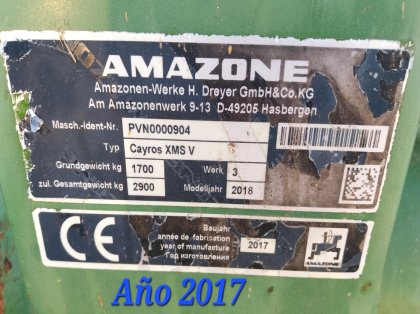 AMAZONE
Amazonen-Werke H. Dreyer GmbH&Co.KG
Am Amazonenwerk 9-13 D-49205 Hasbergen
Masch.-Ident-Nr. PVN0000904
Typ Cayros XMS V
Grundgewicht kg 1700 Werk 3
zul. Gesamtgewicht kg 2900 Modelljahr 2018
CE
Baujahr
année de fabrication
year of manufacture
Год изготовления
2017
AMAZONE
Año 2017